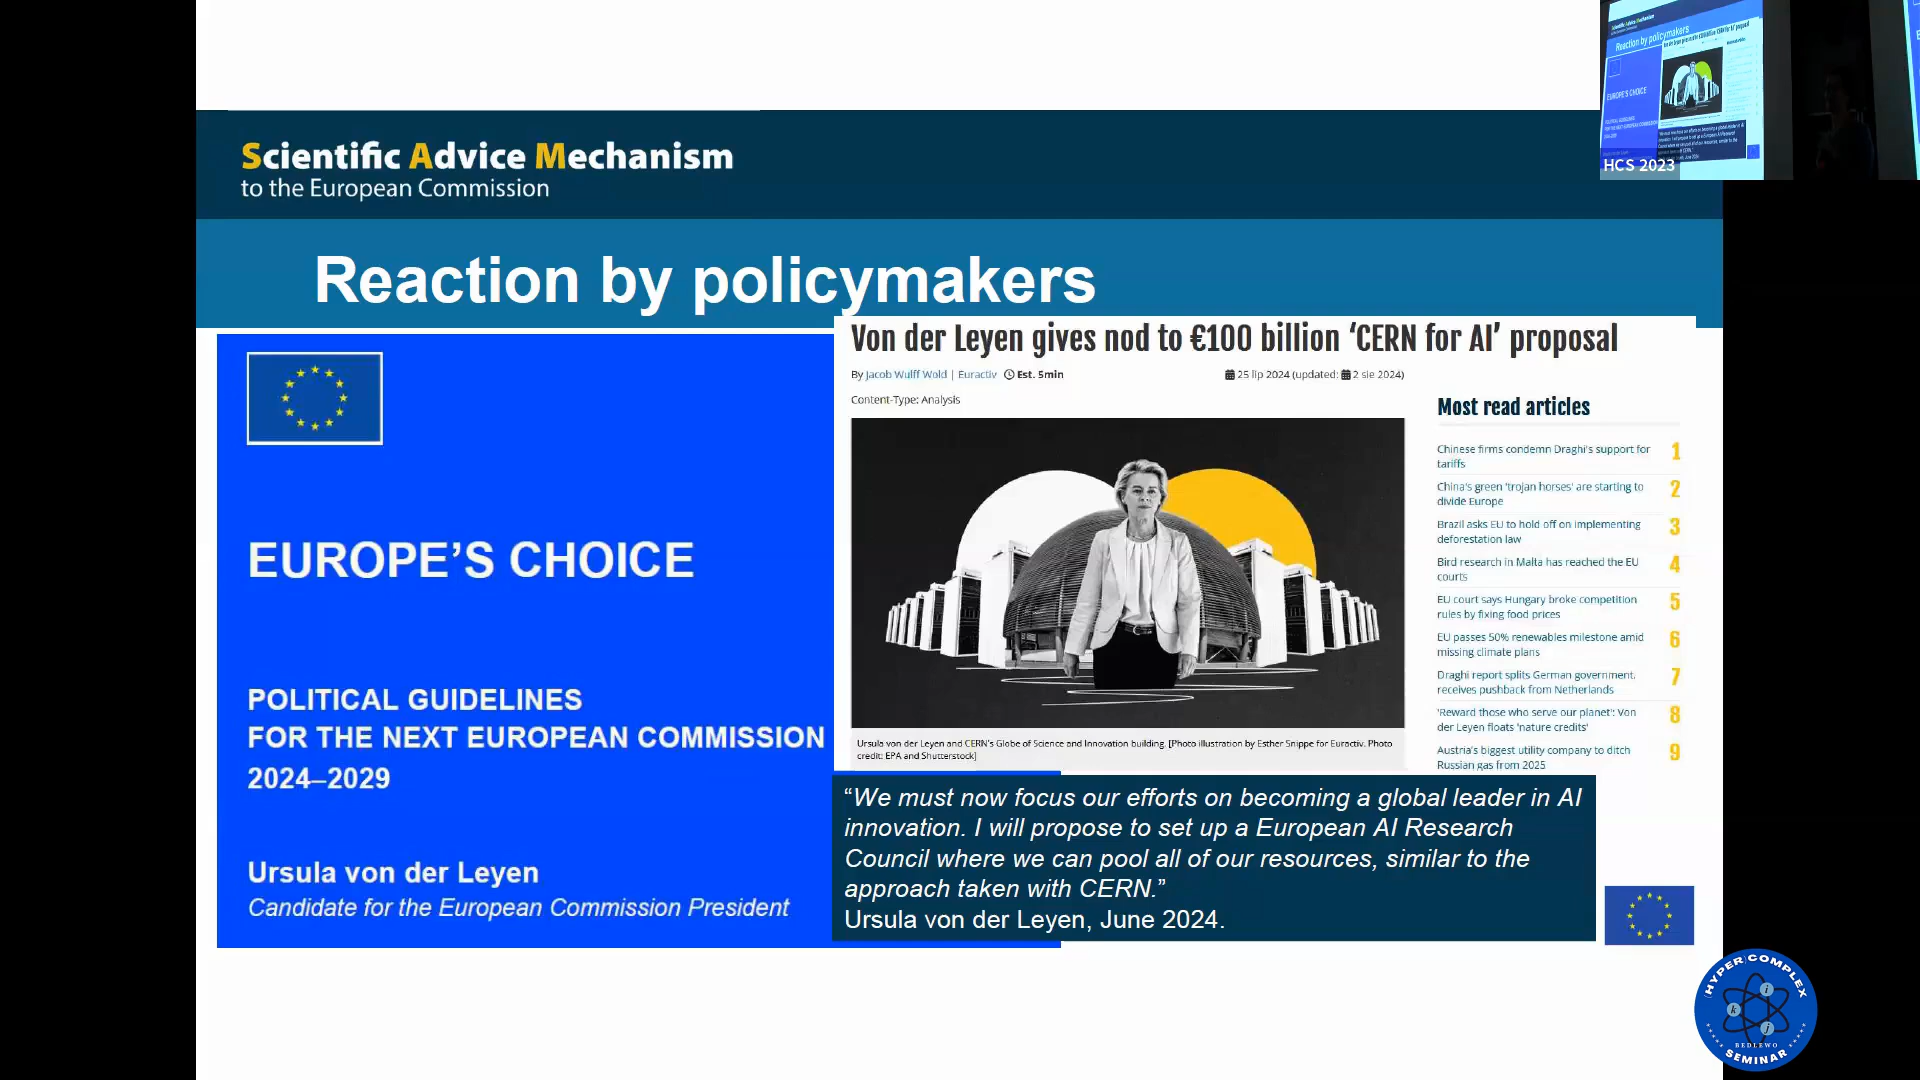 Scientific Advice Mechanism
to the European Commission
Reaction by policymakers
EUROPE’S CHOICE
POLITICAL GUIDELINES
FOR THE NEXT EUROPEAN COMMISSION
2024–2029
Ursula von der Leyen
Candidate for the European Commission President
Von der Leyen gives nod to €100 billion ‘CERN for AI’ proposal
By Jacob Wulff Wold | Euractiv Est. 5min
25 lip 2024 (updated: 2 sie 2024)
Content-Type: Analysis
Ursula von der Leyen and CERN's Globe of Science and Innovation building. [Photo illustration by Esther Snippe for Euractiv. Photo
credit: EPA and Shutterstock]
Most read articles
Chinese firms condemn Draghi's support for
tariffs
1
China's green 'trojan horses' are starting to
divide Europe
2
Brazil asks EU to hold off on implementing
deforestation law
3
Bird research in Malta has reached the EU
courts
4
EU court says Hungary broke competition
rules by fixing food prices
5
EU passes 50% renewables milestone amid
missing climate plans
6
Draghi report splits German government,
receives pushback from Netherlands
7
'Reward those who serve our planet': Von
der Leyen floats 'nature credits'
8
Austria's biggest utility company to ditch
Russian gas from 2025
9
“We must now focus our efforts on becoming a global leader in AI
innovation. I will propose to set up a European AI Research
Council where we can pool all of our resources, similar to the
approach taken with CERN.”
Ursula von der Leyen, June 2024.
Scientific Advice Mechanism
Reaction by policymakers
EUROPE'S CHOICE
HCS 2023
HYPERCOMPLEX
i
k
j
BEDLEWO
SEMINAR